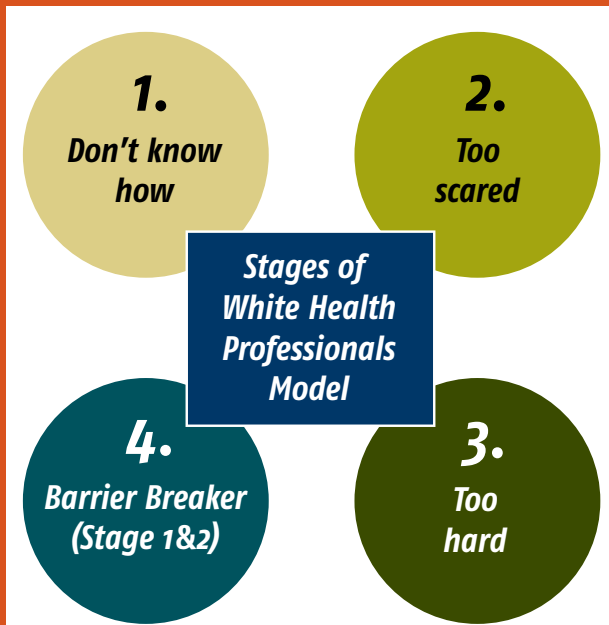 1.
Don't know
how
2.
Too
scared
Stages of
White Health
Professionals
Model
4.
Barrier Breaker
(Stage 1&2)
3.
Too
hard